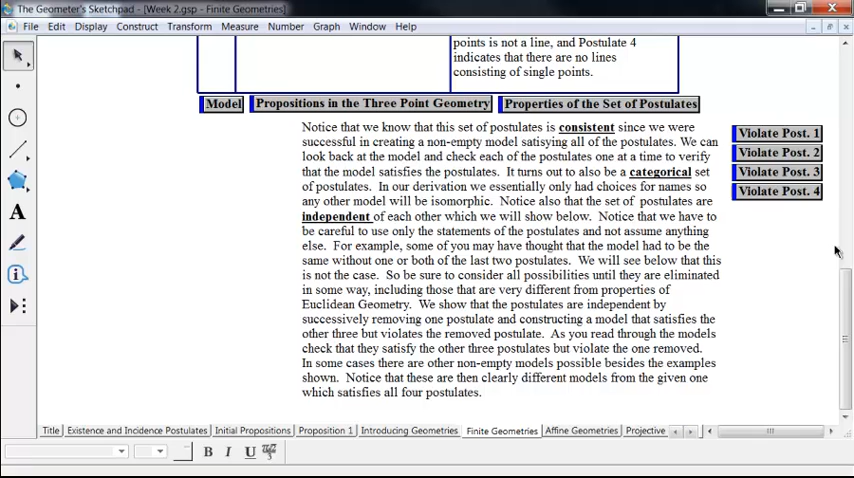 The Geometer's Sketchpad - [Week 2.gsp - Finite Geometries]
File Edit Display Construct Transform Measure Number Graph Window Help
points is not a line, and Postulate 4
indicates that there are no lines
consisting of single points.
Model Propositions in the Three Point Geometry Properties of the Set of Postulates
Notice that we know that this set of postulates is consistent since we were
successful in creating a non-empty model satisying all of the postulates. We can
look back at the model and check each of the postulates one at a time to verify
that the model satisfies the postulates. It turns out to also be a categorical set
of postulates. In our derivation we essentially only had choices for names so
any other model will be isomorphic. Notice also that the set of postulates are
independent of each other which we will show below. Notice that we have to
be careful to use only the statements of the postulates and not assume anything
else. For example, some of you may have thought that the model had to be the
same without one or both of the last two postulates. We will see below that this
is not the case. So be sure to consider all possibilities until they are eliminated
in some way, including those that are very different from properties of
Euclidean Geometry. We show that the postulates are independent by
successively removing one postulate and constructing a model that satisfies the
other three but violates the removed postulate. As you read through the models
check that they satisfy the other three postulates but violate the one removed.
In some cases there are other non-empty models possible besides the examples
shown. Notice that these are then clearly different models from the given one
which satisfies all four postulates.
Violate Post. 1
Violate Post. 2
Violate Post. 3
Violate Post. 4
A
Title Existence and Incidence Postulates Initial Propositions Proposition 1 Introducing Geometries Finite Geometries Affine Geometries Projective
B I U